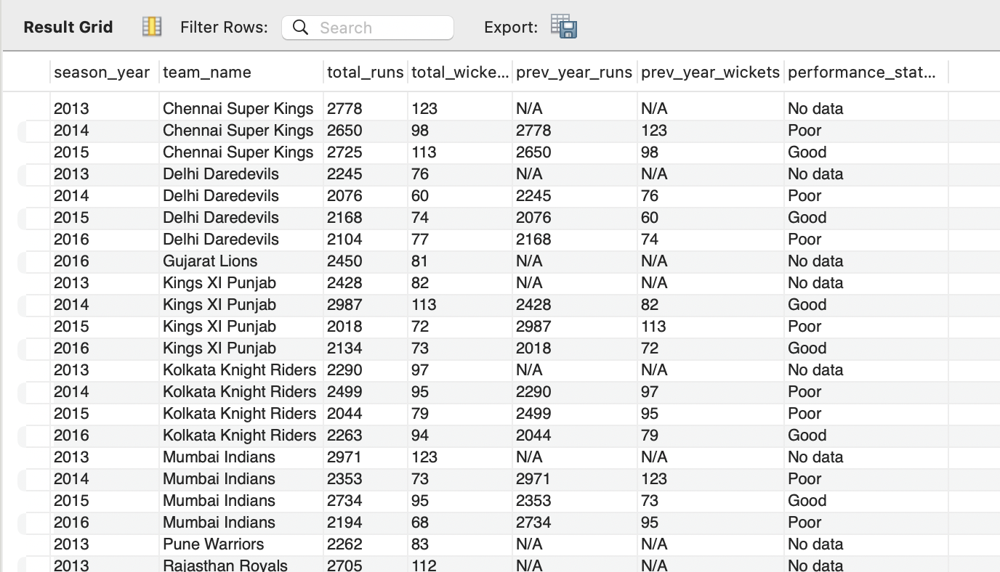 Result Grid Filter Rows: Search Export:
season_year team_name total_runs total_wicke... prev_year_runs prev_year_wickets performance_stat...
2013 Chennai Super Kings 2778 123 N/A N/A No data
2014 Chennai Super Kings 2650 98 2778 123 Poor
2015 Chennai Super Kings 2725 113 2650 98 Good
2013 Delhi Daredevils 2245 76 N/A N/A No data
2014 Delhi Daredevils 2076 60 2245 76 Poor
2015 Delhi Daredevils 2168 74 2076 60 Good
2016 Delhi Daredevils 2104 77 2168 74 Poor
2016 Gujarat Lions 2450 81 N/A N/A No data
2013 Kings XI Punjab 2428 82 N/A N/A No data
2014 Kings XI Punjab 2987 113 2428 82 Good
2015 Kings XI Punjab 2018 72 2987 113 Poor
2016 Kings XI Punjab 2134 73 2018 72 Good
2013 Kolkata Knight Riders 2290 97 N/A N/A No data
2014 Kolkata Knight Riders 2499 95 2290 97 Poor
2015 Kolkata Knight Riders 2044 79 2499 95 Poor
2016 Kolkata Knight Riders 2263 94 2044 79 Good
2013 Mumbai Indians 2971 123 N/A N/A No data
2014 Mumbai Indians 2353 73 2971 123 Poor
2015 Mumbai Indians 2734 95 2353 73 Good
2016 Mumbai Indians 2194 68 2734 95 Poor
2013 Pune Warriors 2262 83 N/A N/A No data
2013 Rajasthan Royals 2705 112 N/A N/A No data